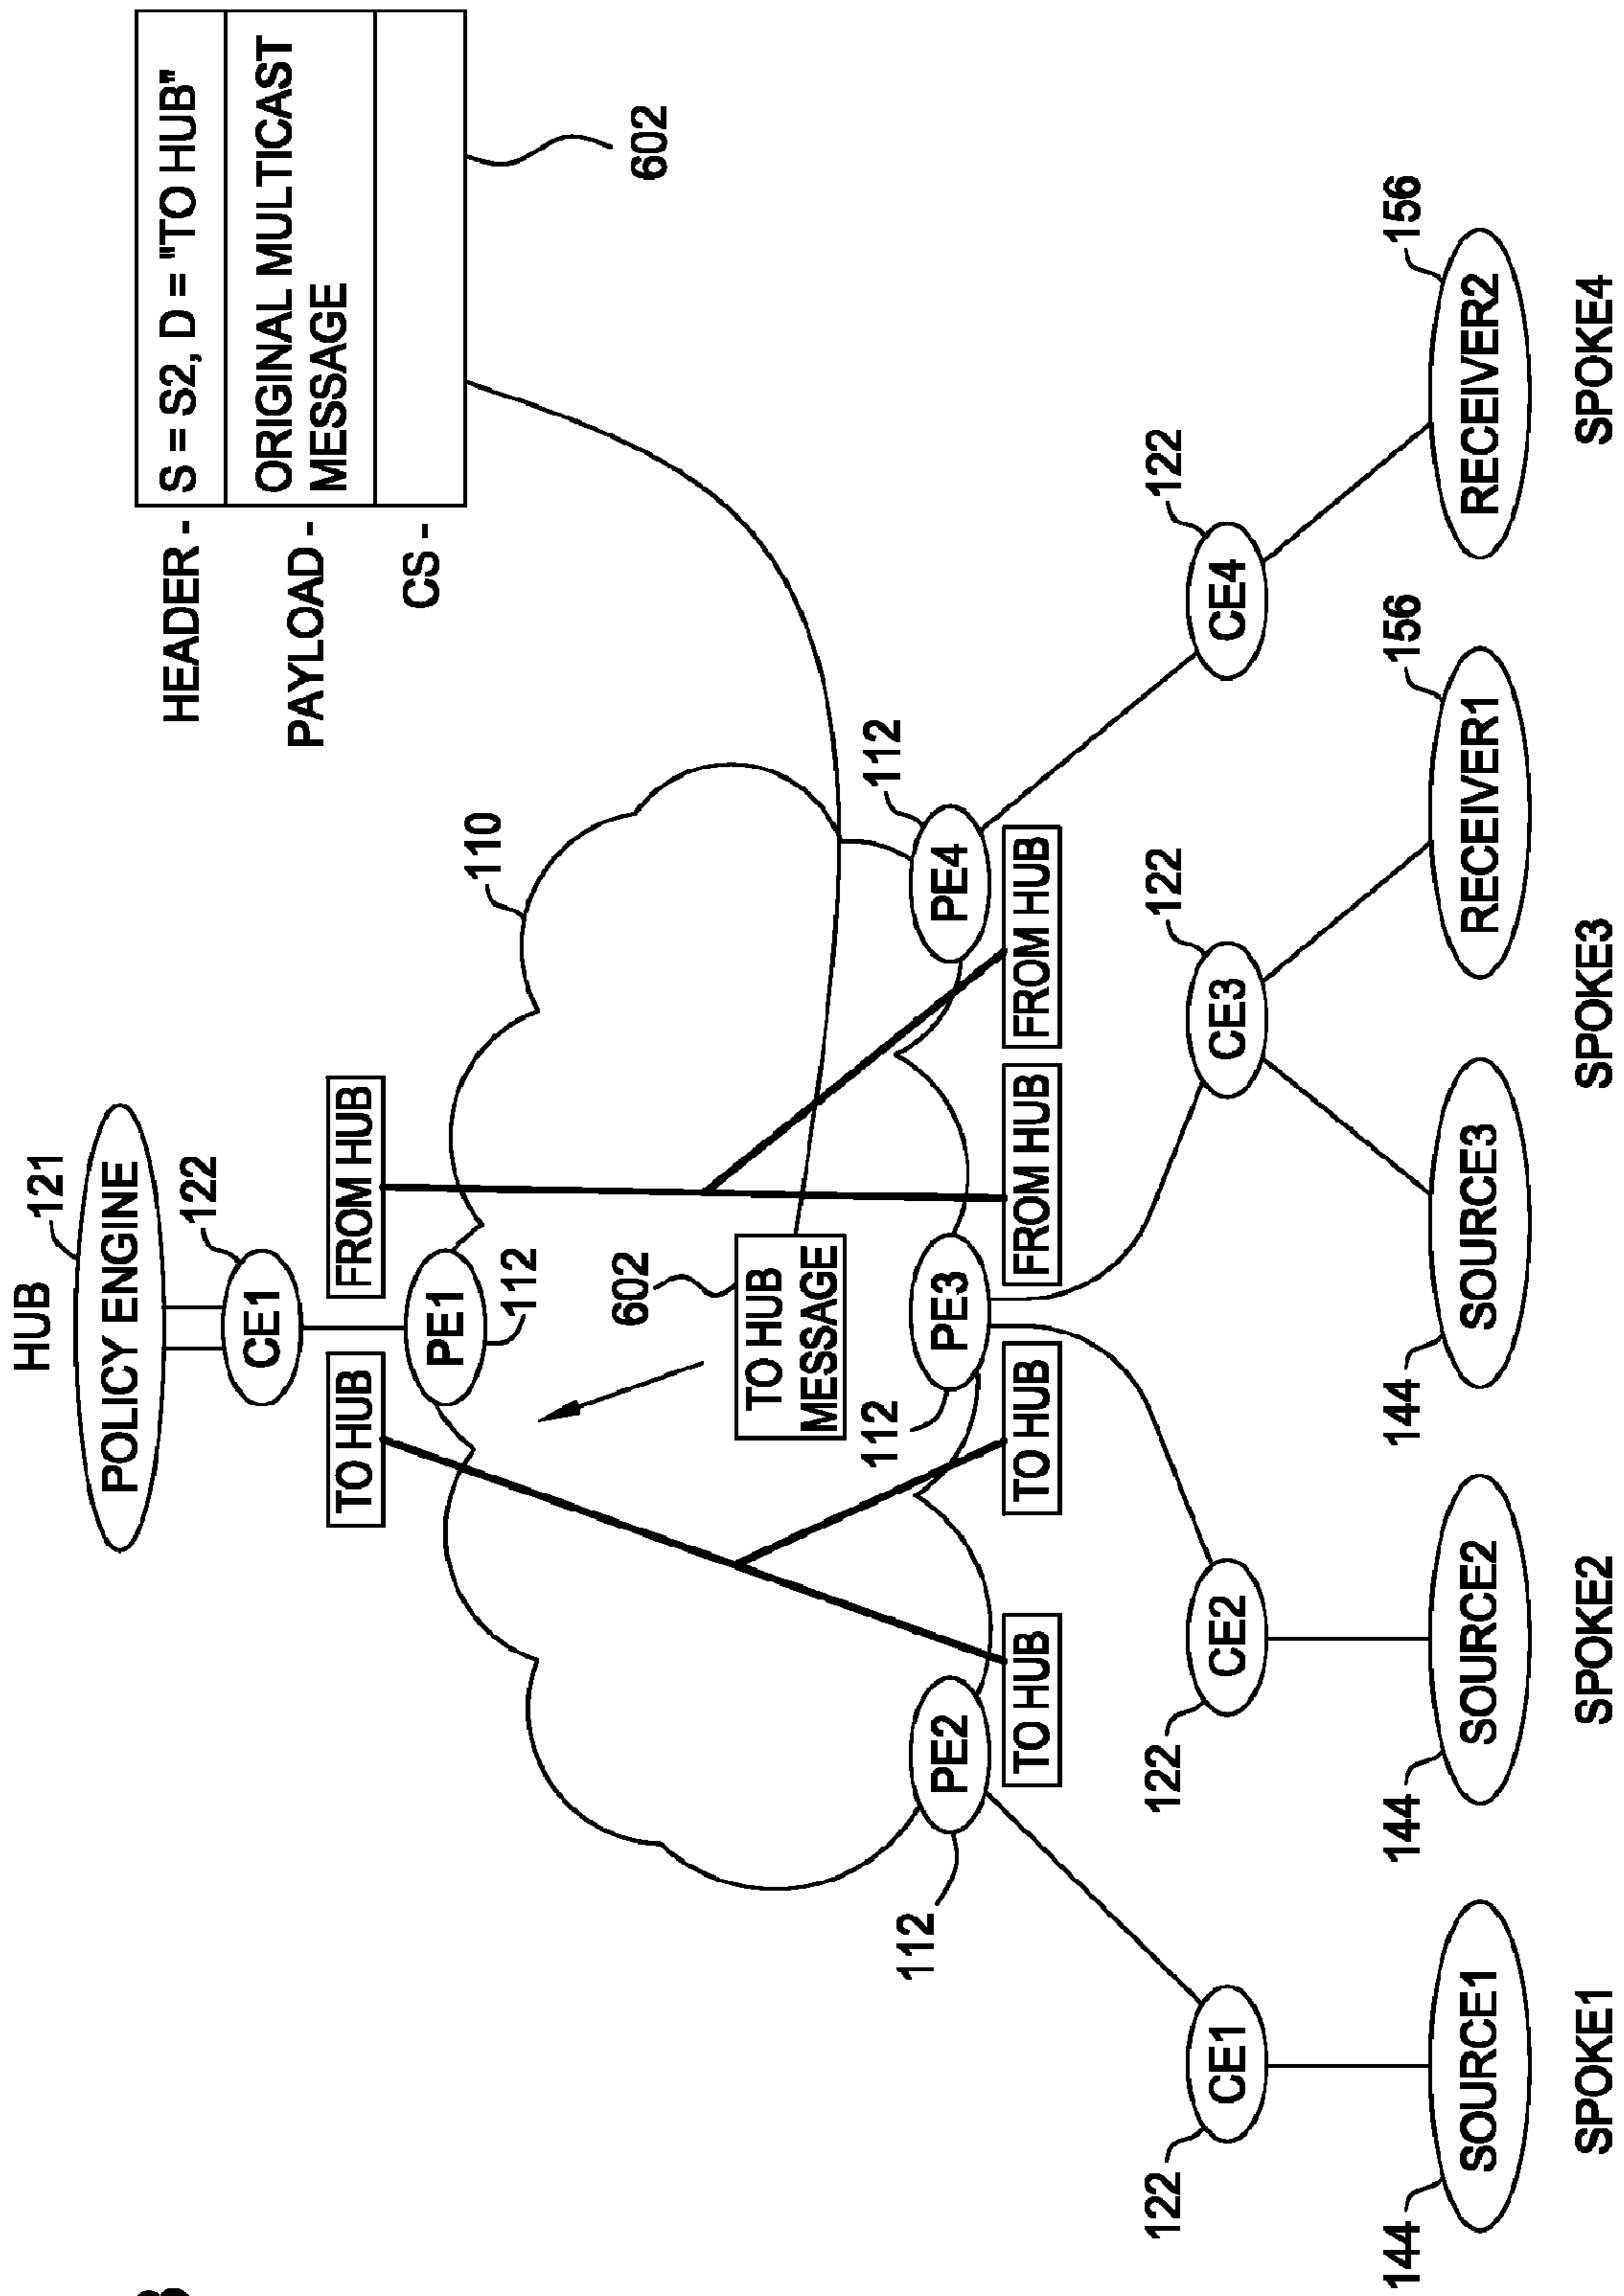 HUB
POLICY ENGINE
121
CE1
122
TO HUB
FROM HUB
PE1
112
110
602
TO HUB
MESSAGE
HEADER -
S = S2, D = "TO HUB"
PAYLOAD -
ORIGINAL MULTICAST
MESSAGE
CS -
602
112
PE2
112
PE3
PE4
112
TO HUB
TO HUB
FROM HUB
FROM HUB
122
CE1
122
CE2
CE3
122
CE4
122
144
SOURCE1
144
SOURCE2
144
SOURCE3
RECEIVER1
156
RECEIVER2
156
SPOKE1
SPOKE2
SPOKE3
SPOKE4